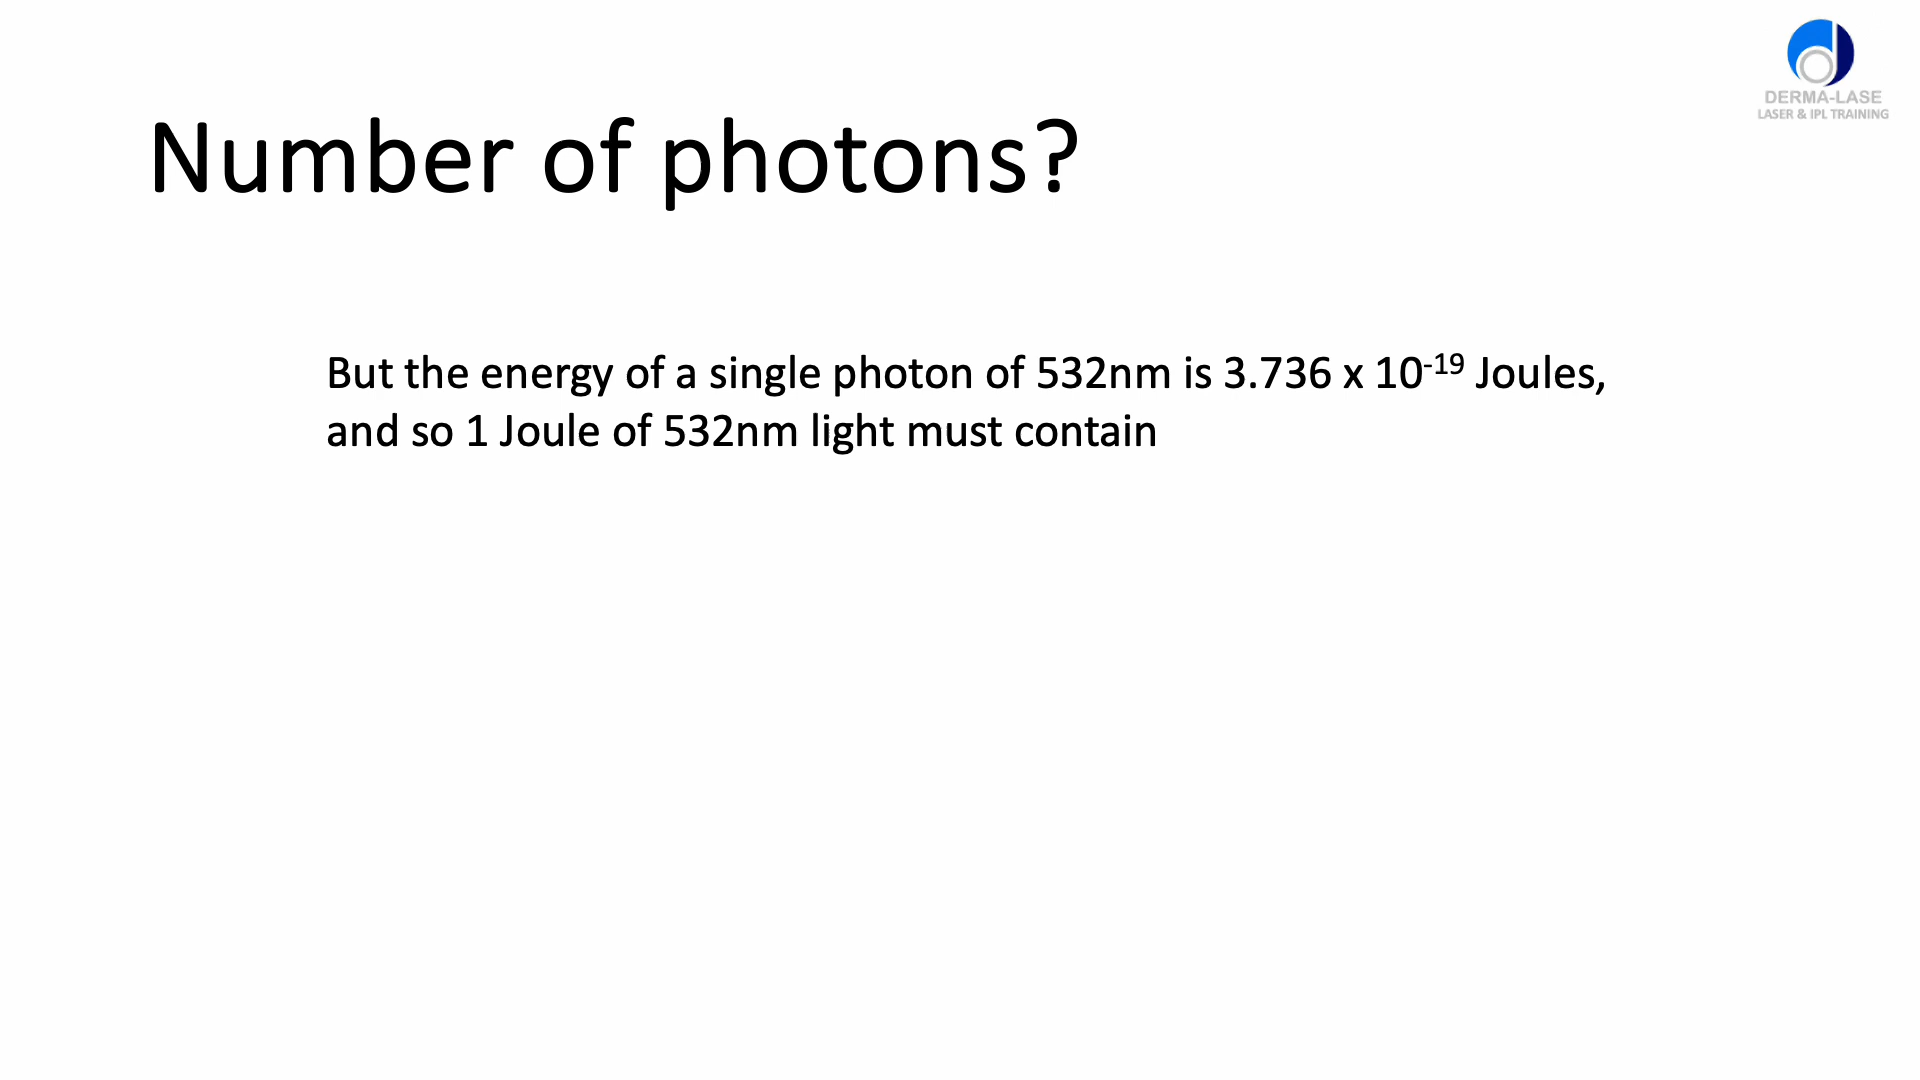 DERMA-LASE
LASER & IPL TRAINING
Number of photons?
But the energy of a single photon of 532nm is 3.736 x 10⁻¹⁹ Joules,
and so 1 Joule of 532nm light must contain